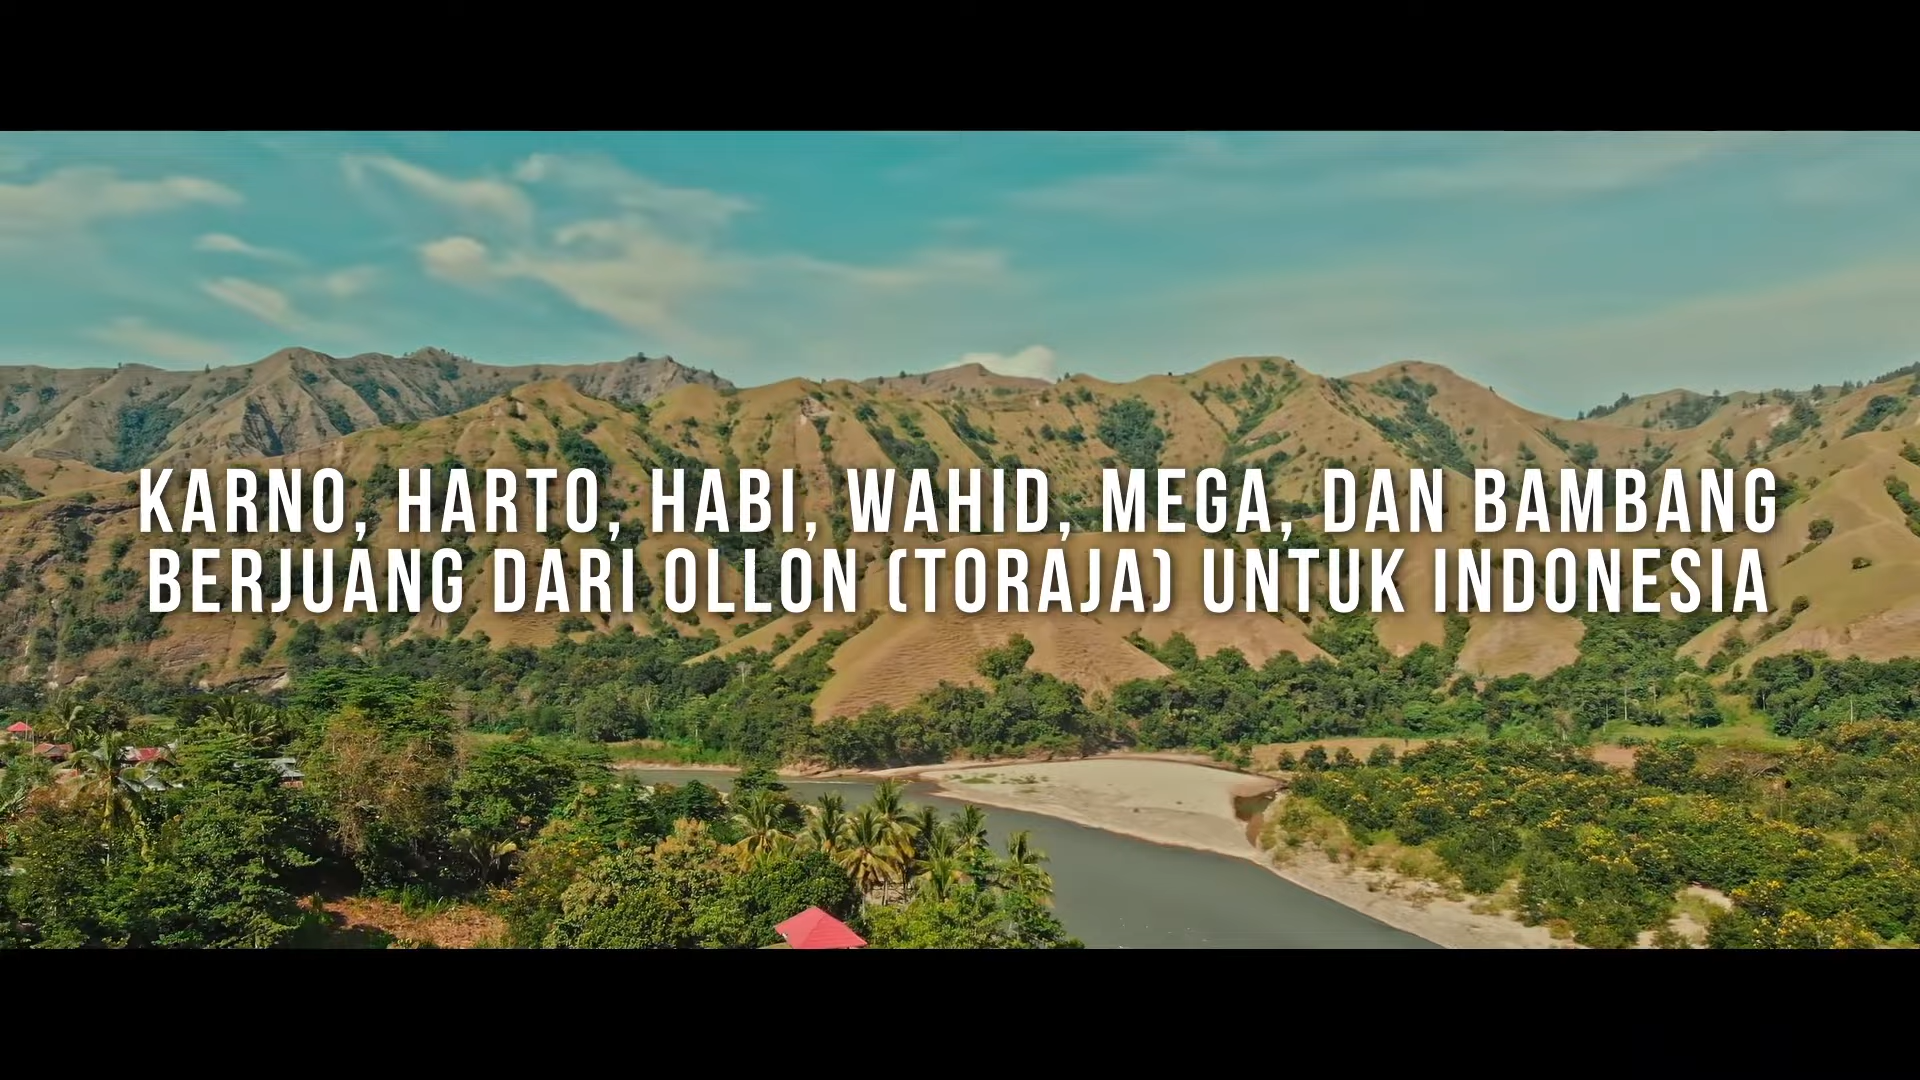 KARNO, HARTO, HABI, WAHID, MEGA, DAN BAMBANG
BERJUANG DARI OLLON (TORAJA) UNTUK INDONESIA